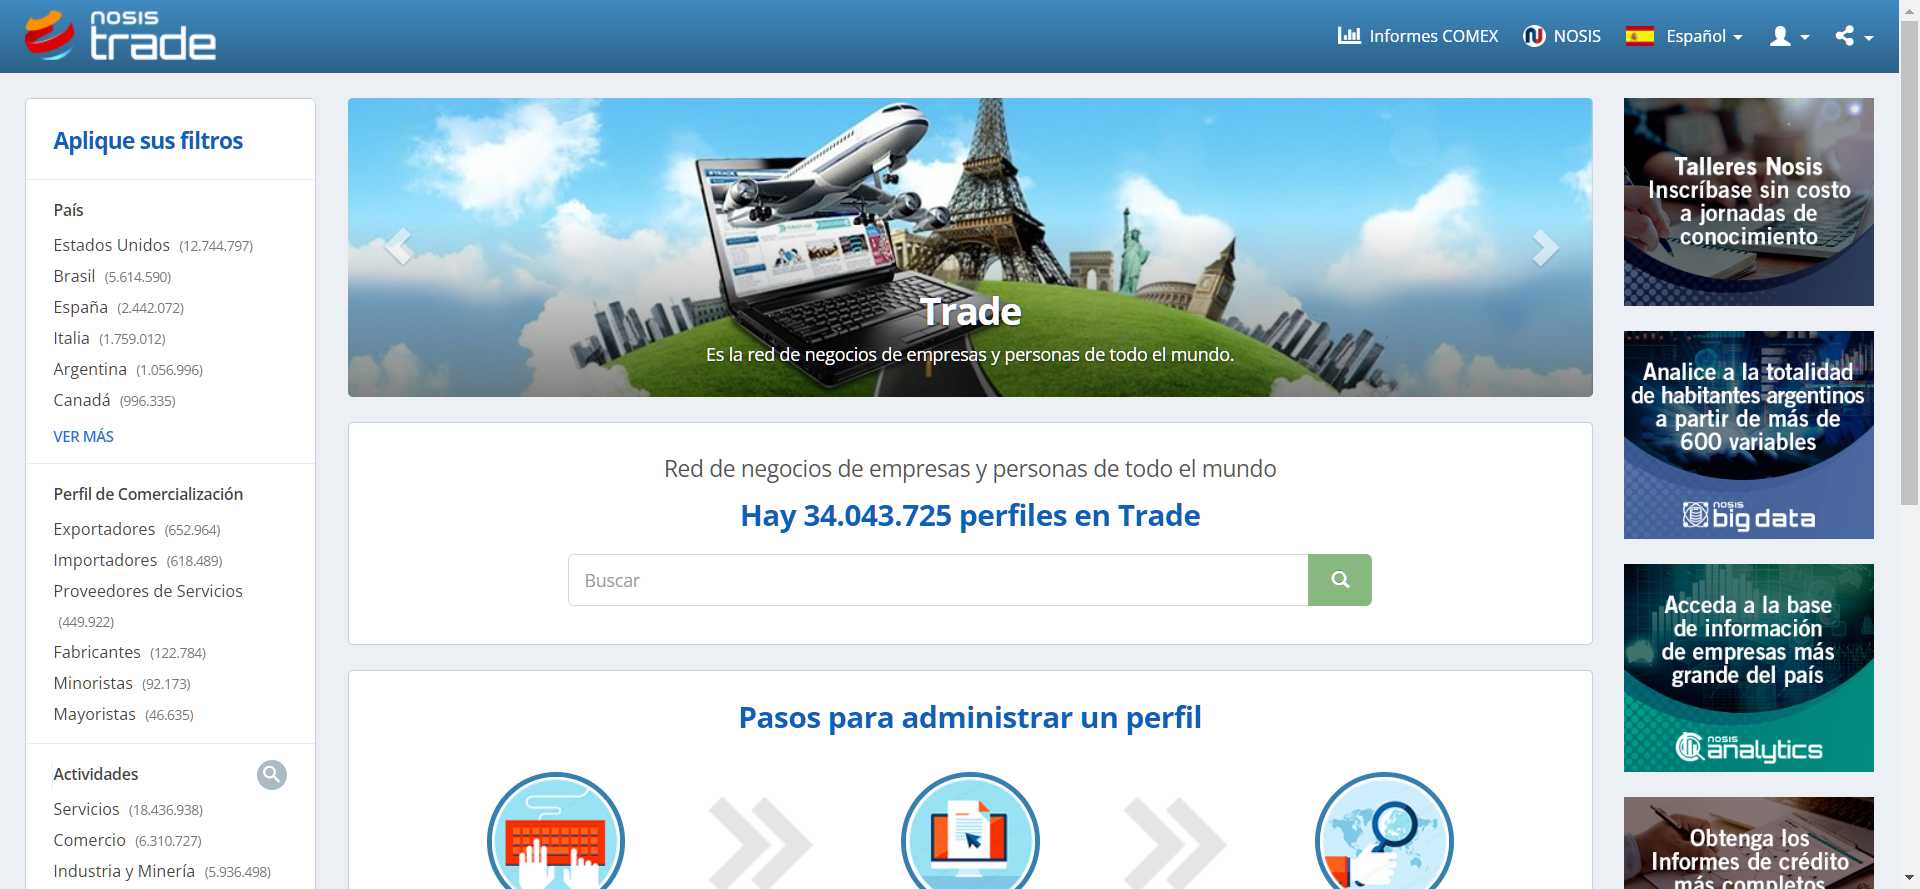 nosis
trade
Informes COMEX
NOSIS
Español
Aplique sus filtros
País
Estados Unidos (12.744.797)
Brasil (5.614.590)
España (2.442.072)
Italia (1.759.012)
Argentina (1.056.996)
Canadá (996.335)
VER MÁS
Perfil de Comercialización
Exportadores (652.964)
Importadores (618.489)
Proveedores de Servicios
(449.922)
Fabricantes (122.784)
Minoristas (92.173)
Mayoristas (46.635)
Actividades
Servicios (18.436.938)
Comercio (6.310.727)
Industria y Minería (5.936.498)
Trade
Es la red de negocios de empresas y personas de todo el mundo.
Red de negocios de empresas y personas de todo el mundo
Hay 34.043.725 perfiles en Trade
Buscar
Pasos para administrar un perfil
Talleres Nosis
Inscríbase sin costo
a jornadas de
conocimiento
Analice a la totalidad
de habitantes argentinos
a partir de más de
600 variables
nosis
big data
Acceda a la base
de información
de empresas más
grande del país
nosis
analytics
Obtenga los
Informes de crédito
más completos